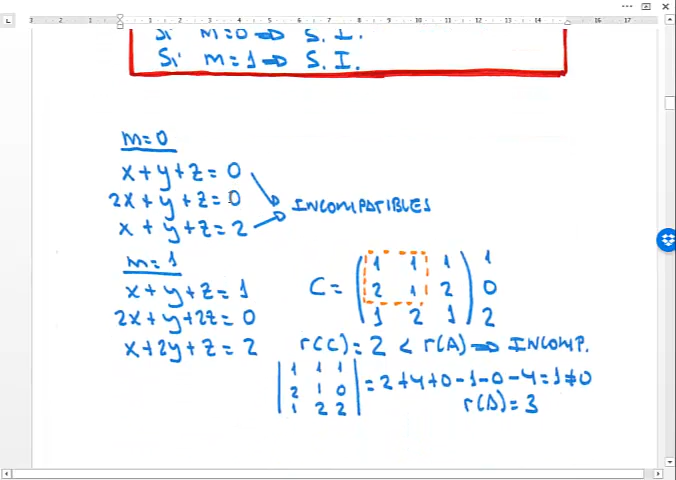 Si m=0 ⇒ S.I.
Si m=1 ⇒ S.I.
m=0
x+y+z=0
2x+y+z=0
x+y+z=2
INCOMPATIBLES
m=1
x+y+z=1
2x+y+2z=0
x+2y+z=2
C= ( 1 1 1 ) 1
2 1 2 0
1 2 1 2
r(C)=2 < r(A) ⇒ INCOMP.
| 1 1 1 |
2 1 0 =2+4+0-1-0-4=1≠0
1 2 2
r(A)=3